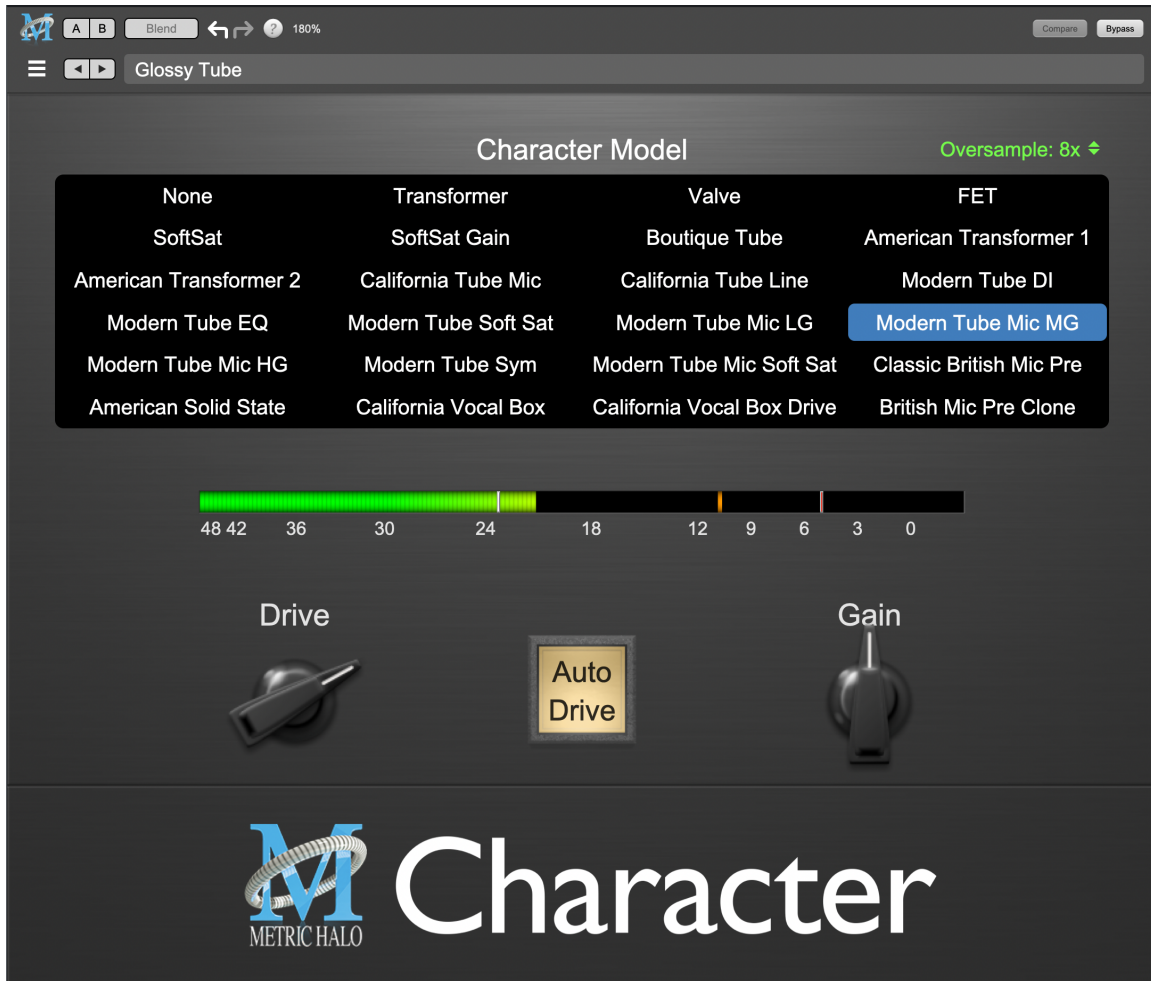 A B Blend ? 180% Compare Bypass
Glossy Tube
Character Model Oversample: 8x
None Transformer Valve FET
SoftSat SoftSat Gain Boutique Tube American Transformer 1
American Transformer 2 California Tube Mic California Tube Line Modern Tube DI
Modern Tube EQ Modern Tube Soft Sat Modern Tube Mic LG Modern Tube Mic MG
Modern Tube Mic HG Modern Tube Sym Modern Tube Mic Soft Sat Classic British Mic Pre
American Solid State California Vocal Box California Vocal Box Drive British Mic Pre Clone
48 42 36 30 24 18 12 9 6 3 0
Drive Gain
Auto
Drive
M Character
METRIC HALO